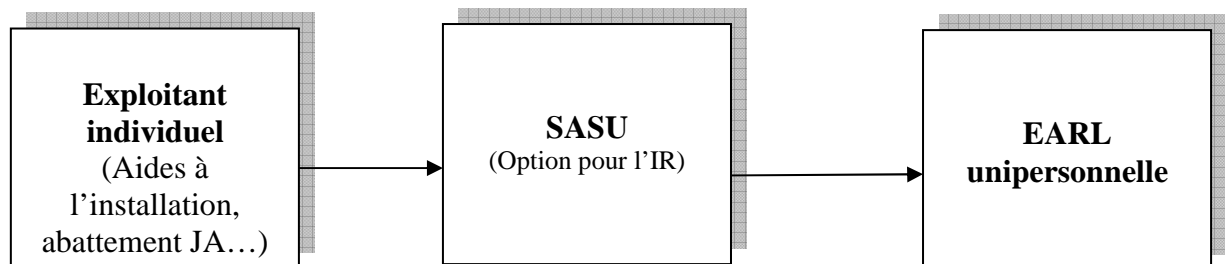 Exploitant
individuel
(Aides à
l'installation,
abattement JA…)
SASU
(Option pour l'IR)
EARL
unipersonnelle